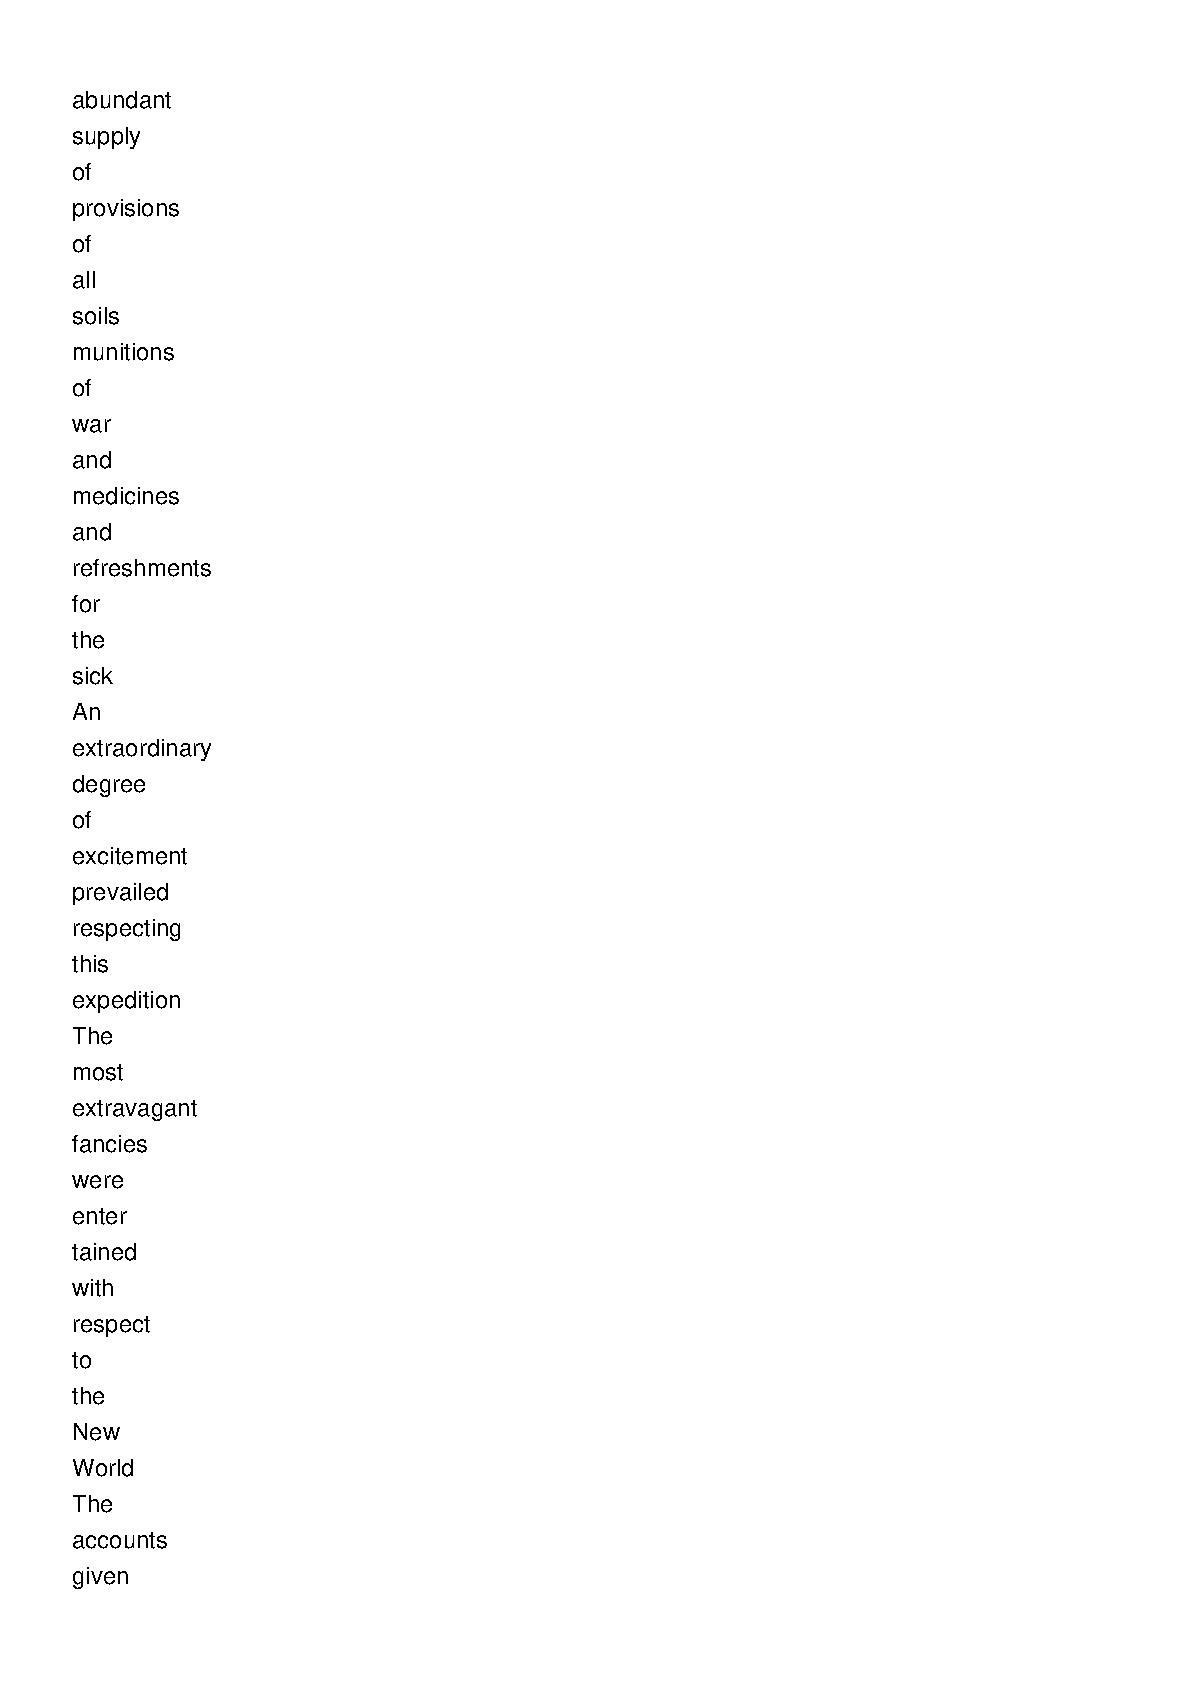 abundant
supply
of
provisions
of
all
soils
munitions
of
war
and
medicines
and
refreshments
for
the
sick
An
extraordinary
degree
of
excitement
prevailed
respecting
this
expedition
The
most
extravagant
fancies
were
enter
tained
with
respect
to
the
New
World
The
accounts
given